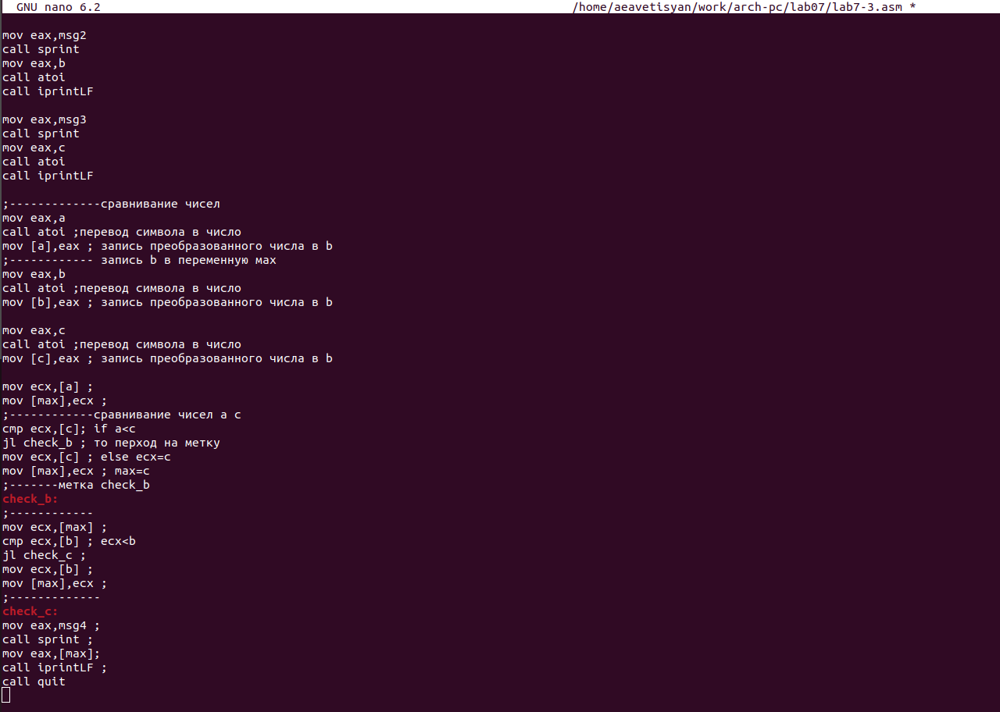 GNU nano 6.2 /home/aeavetisyan/work/arch-pc/lab07/lab7-3.asm *
mov eax,msg2
call sprint
mov eax,b
call atoi
call iprintLF
mov eax,msg3
call sprint
mov eax,c
call atoi
call iprintLF
;-------------сравнивание чисел
mov eax,a
call atoi ;перевод символа в число
mov [a],eax ; запись преобразованного числа в b
;------------ запись b в переменную мах
mov eax,b
call atoi ;перевод символа в число
mov [b],eax ; запись преобразованного числа в b
mov eax,c
call atoi ;перевод символа в число
mov [c],eax ; запись преобразованного числа в b
mov ecx,[a] ;
mov [max],ecx ;
;------------сравнивание чисел a c
cmp ecx,[c]; if a<c
jl check_b ; то перход на метку
mov ecx,[c] ; else ecx=c
mov [max],ecx ; max=c
;-------метка check_b
check_b:
;------------
mov ecx,[max] ;
cmp ecx,[b] ; ecx<b
jl check_c ;
mov ecx,[b] ;
mov [max],ecx ;
;-------------
check_c:
mov eax,msg4 ;
call sprint ;
mov eax,[max];
call iprintLF ;
call quit